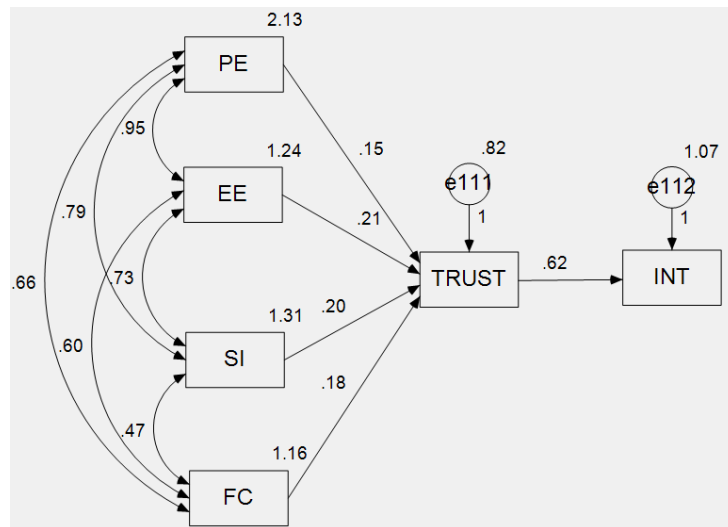 2.13
PE
.95
1.24
.15
.82
1.07
e111
e112
EE
1
1
.79
.21
.66
.73
TRUST
.62
INT
.60
1.31
.20
SI
.18
.47
1.16
FC